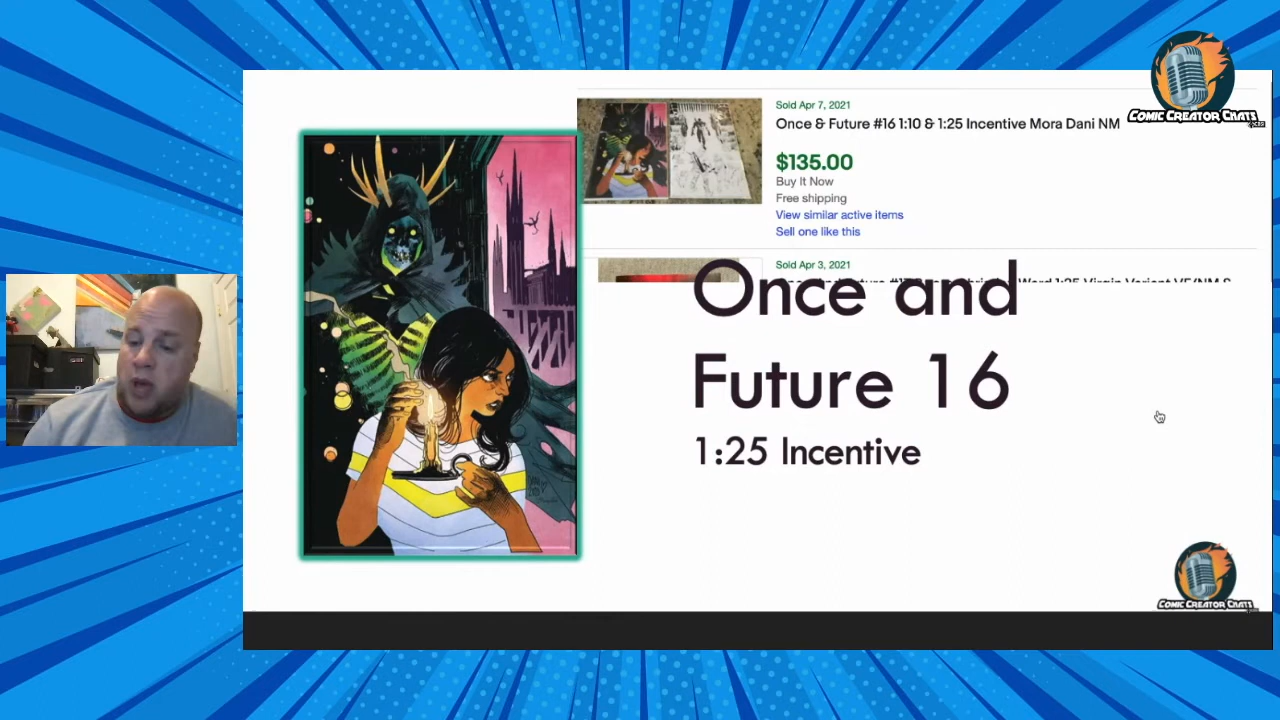 COMIC CREATOR CHATS
Sold Apr 7, 2021
Once & Future #16 1:10 & 1:25 Incentive Mora Dani NM
$135.00
Buy It Now
Free shipping
View similar active items
Sell one like this
Sold Apr 3, 2021
Once and
Future 16
1:25 Incentive
COMIC CREATOR CHATS